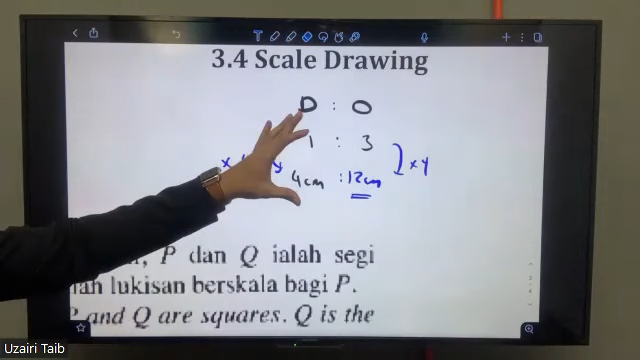 3.4 Scale Drawing
D : O
1 : 3
x 4
4cm : 12cm
P dan Q ialah segi
lah lukisan berskala bagi P.
and Q are squares. Q is the
Uzairi Taib